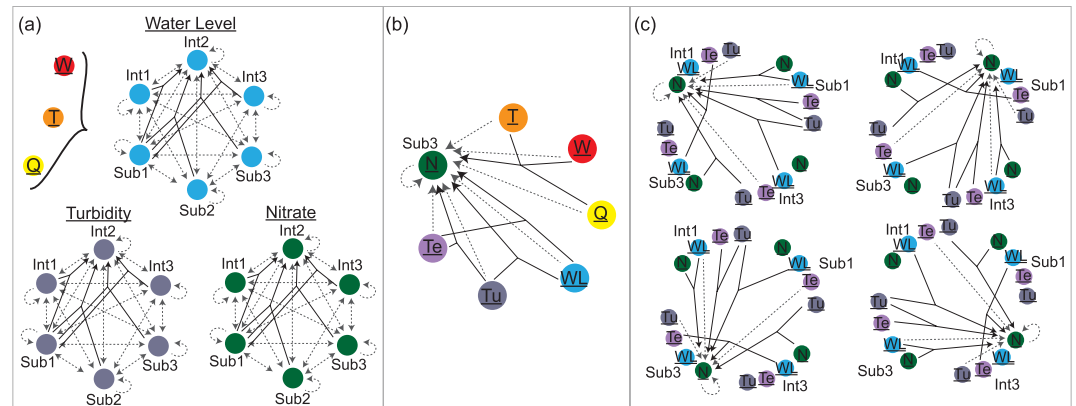 (a)
Water Level
Int2
W
Int1
Int3
T
Q
Sub1
Sub3
Sub2
Turbidity
Int2
Int1
Int3
Sub1
Sub3
Sub2
Nitrate
Int2
Int1
Int3
Sub1
Sub3
Sub2
(b)
T
Sub3
W
N
Q
Te
WL
Tu
(c)
Int1
Te
Tu
WL
N
N
WL
Sub1
Te
Tu
Tu
Te
WL
Sub3
N
N
WL
Te
Int3
Tu
Int1
Te
Tu
WL
N
N
WL
Sub1
Te
Tu
Tu
Te
WL
N
N
Sub3
Tu
Te
WL
Int3
Int1
Te
Tu
WL
N
N
WL
Sub1
Te
Tu
Tu
Te
WL
N
N
Sub3
WL
Tu
Te
Int3
Int1
Te
Tu
WL
N
N
WL
Sub1
Te
Tu
Tu
Te
WL
N
N
Sub3
WL
Tu
Te
Int3